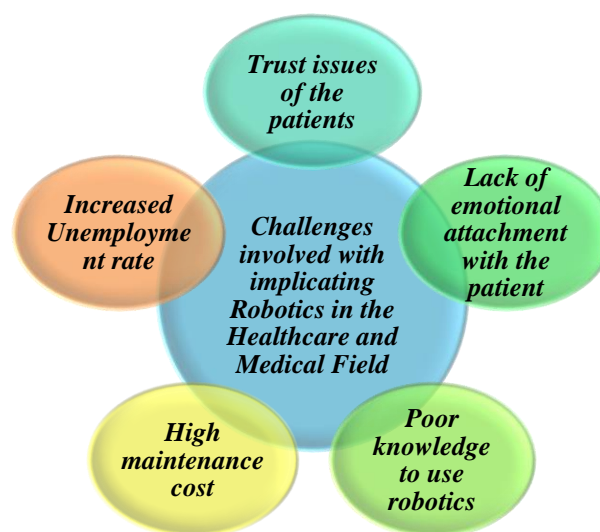 Trust issues
of the
patients
Lack of
emotional
attachment
with the
patient
Poor
knowledge
to use
robotics
High
maintenance
cost
Increased
Unemployme
nt rate
Challenges
involved with
implicating
Robotics in the
Healthcare and
Medical Field